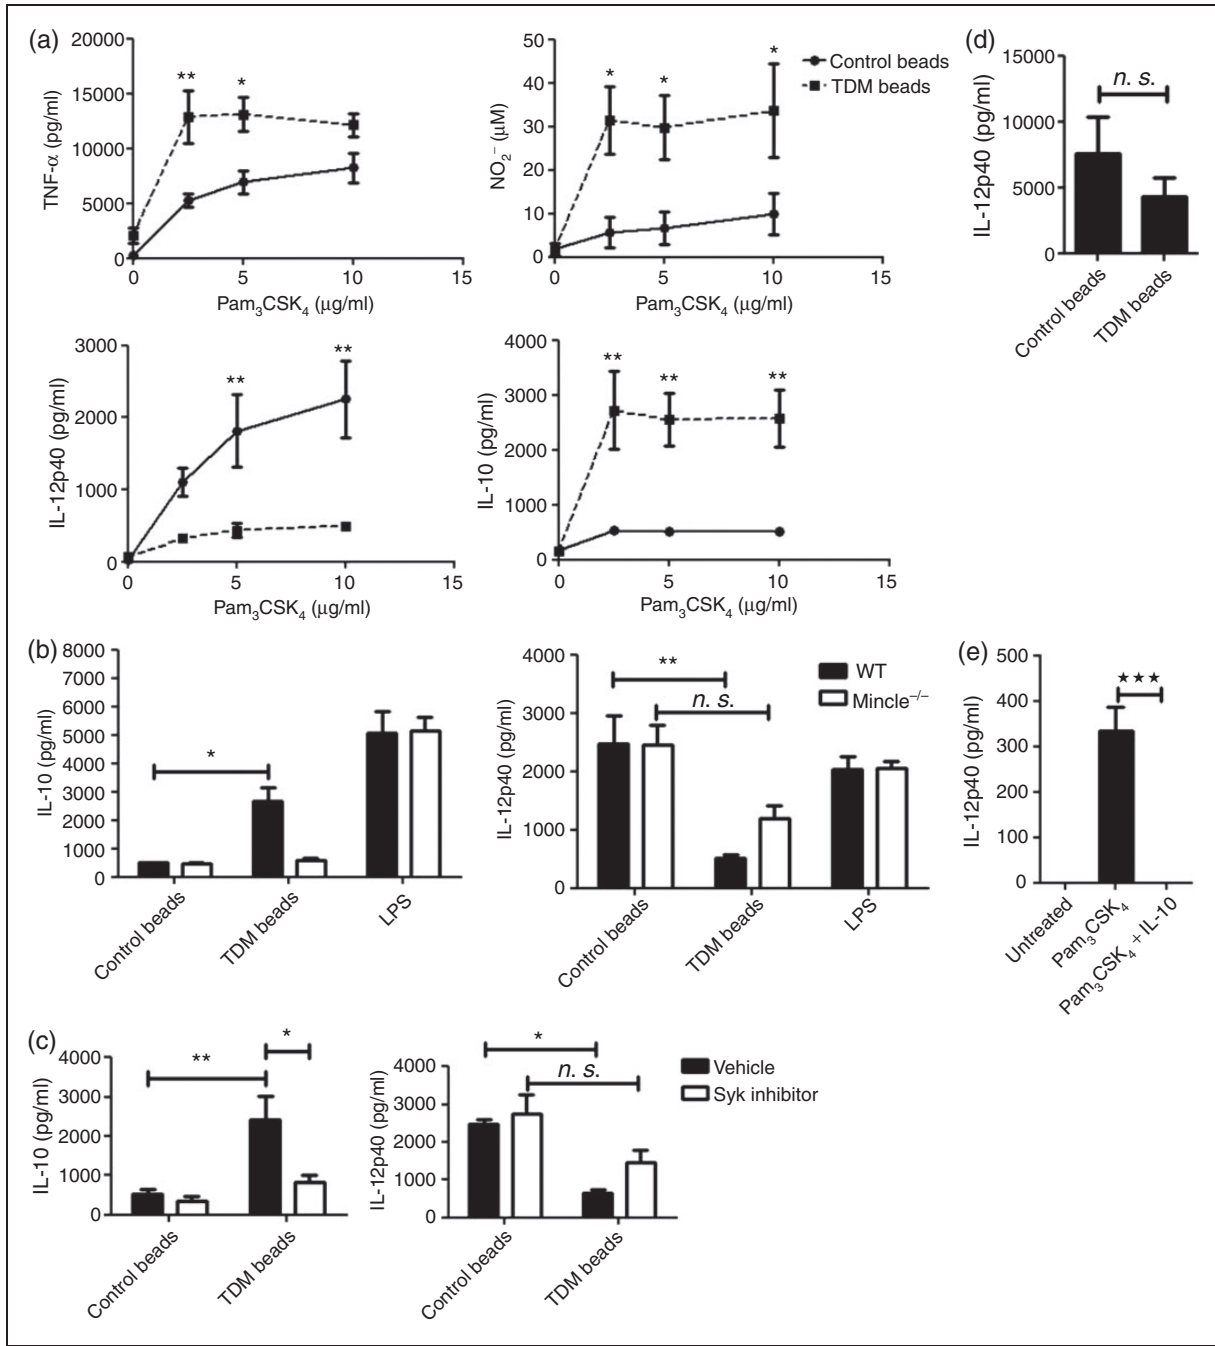 (a)
20000
15000
10000
5000
0
TNF-α (pg/ml)
** *
0 5 10 15
Pam₃CSK₄ (μg/ml)
50
40
30
20
10
0
NO₂⁻ (μM)
* * *
0 5 10 15
Pam₃CSK₄ (μg/ml)
Control beads
TDM beads
(d)
15000
10000
5000
0
IL-12p40 (pg/ml)
n. s.
Control beads
TDM beads
3000
2000
1000
0
IL-12p40 (pg/ml)
** **
0 5 10 15
Pam₃CSK₄ (μg/ml)
4000
3000
2000
1000
0
IL-10 (pg/ml)
** ** **
0 5 10 15
Pam₃CSK₄ (μg/ml)
(b)
8000
7000
6000
5000
4000
3000
2000
1000
0
IL-10 (pg/ml)
*
Control beads
TDM beads
LPS
4000
3000
2000
1000
0
IL-12p40 (pg/ml)
**
n. s.
WT
Mincle⁻/⁻
Control beads
TDM beads
LPS
(e)
500
400
300
200
100
0
IL-12p40 (pg/ml)
★★★
Untreated
Pam₃CSK₄
Pam₃CSK₄ + IL-10
(c)
4000
3000
2000
1000
0
IL-10 (pg/ml)
**
*
Control beads
TDM beads
4000
3000
2000
1000
0
IL-12p40 (pg/ml)
*
n. s.
Vehicle
Syk inhibitor
Control beads
TDM beads